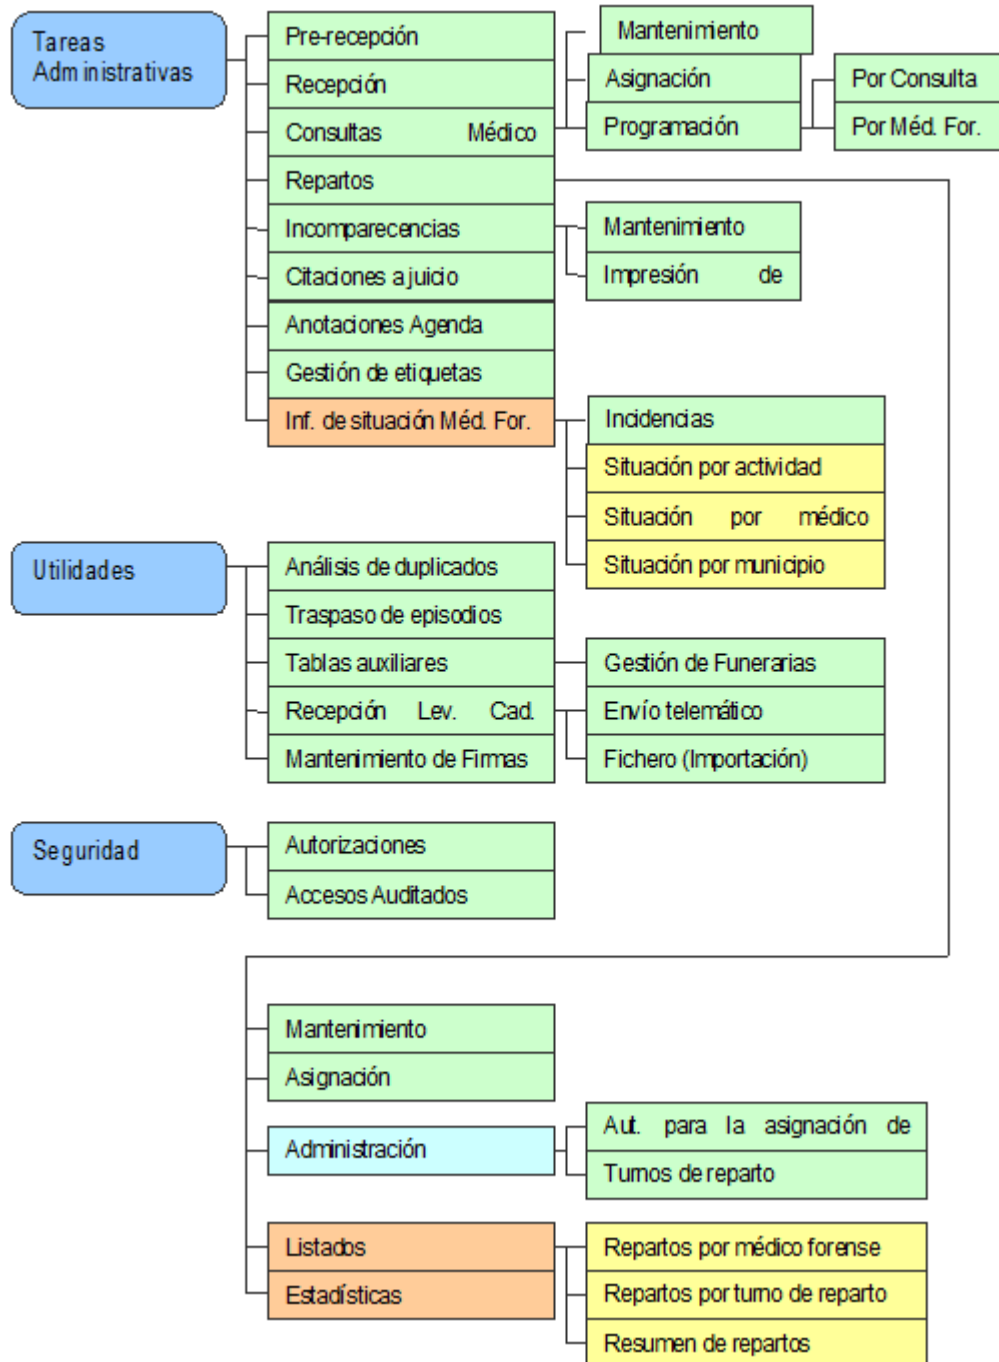 Tareas
Administrativas
Pre-recepción
Recepción
Consultas Médico
Repartos
Incomparecencias
Citaciones a juicio
Anotaciones Agenda
Gestión de etiquetas
Inf. de situación Méd. For.
Mantenimiento
Asignación
Programación
Por Consulta
Por Méd. For.
Mantenimiento
Impresión de
Incidencias
Situación por actividad
Situación por médico
Situación por municipio
Utilidades
Análisis de duplicados
Traspaso de episodios
Tablas auxiliares
Recepción Lev. Cad.
Mantenimiento de Firmas
Gestión de Funerarias
Envío telemático
Fichero (Importación)
Seguridad
Autorizaciones
Accesos Auditados
Mantenimiento
Asignación
Administración
Aut. para la asignación de
Turnos de reparto
Listados
Estadísticas
Repartos por médico forense
Repartos por turno de reparto
Resumen de repartos